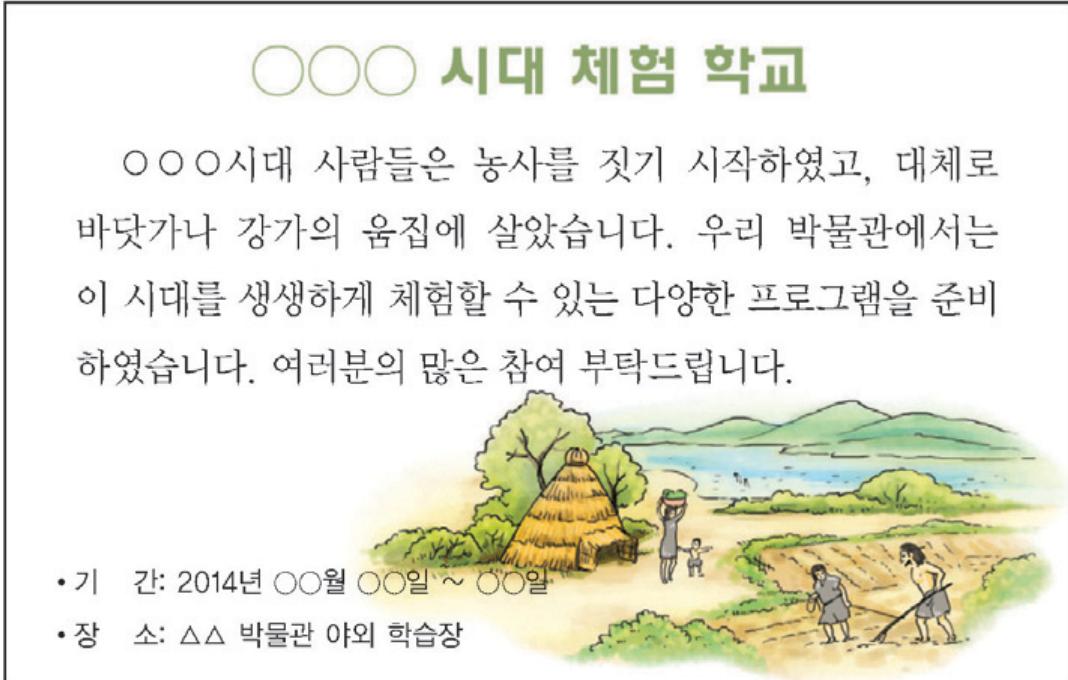 ○○○ 시대 체험 학교
○○○시대 사람들은 농사를 짓기 시작하였고, 대체로
바닷가나 강가의 움집에 살았습니다. 우리 박물관에서는
이 시대를 생생하게 체험할 수 있는 다양한 프로그램을 준비
하였습니다. 여러분의 많은 참여 부탁드립니다.
• 기 간: 2014년 ○○월 ○○일 ~ ○○일
• 장 소: △△ 박물관 야외 학습장